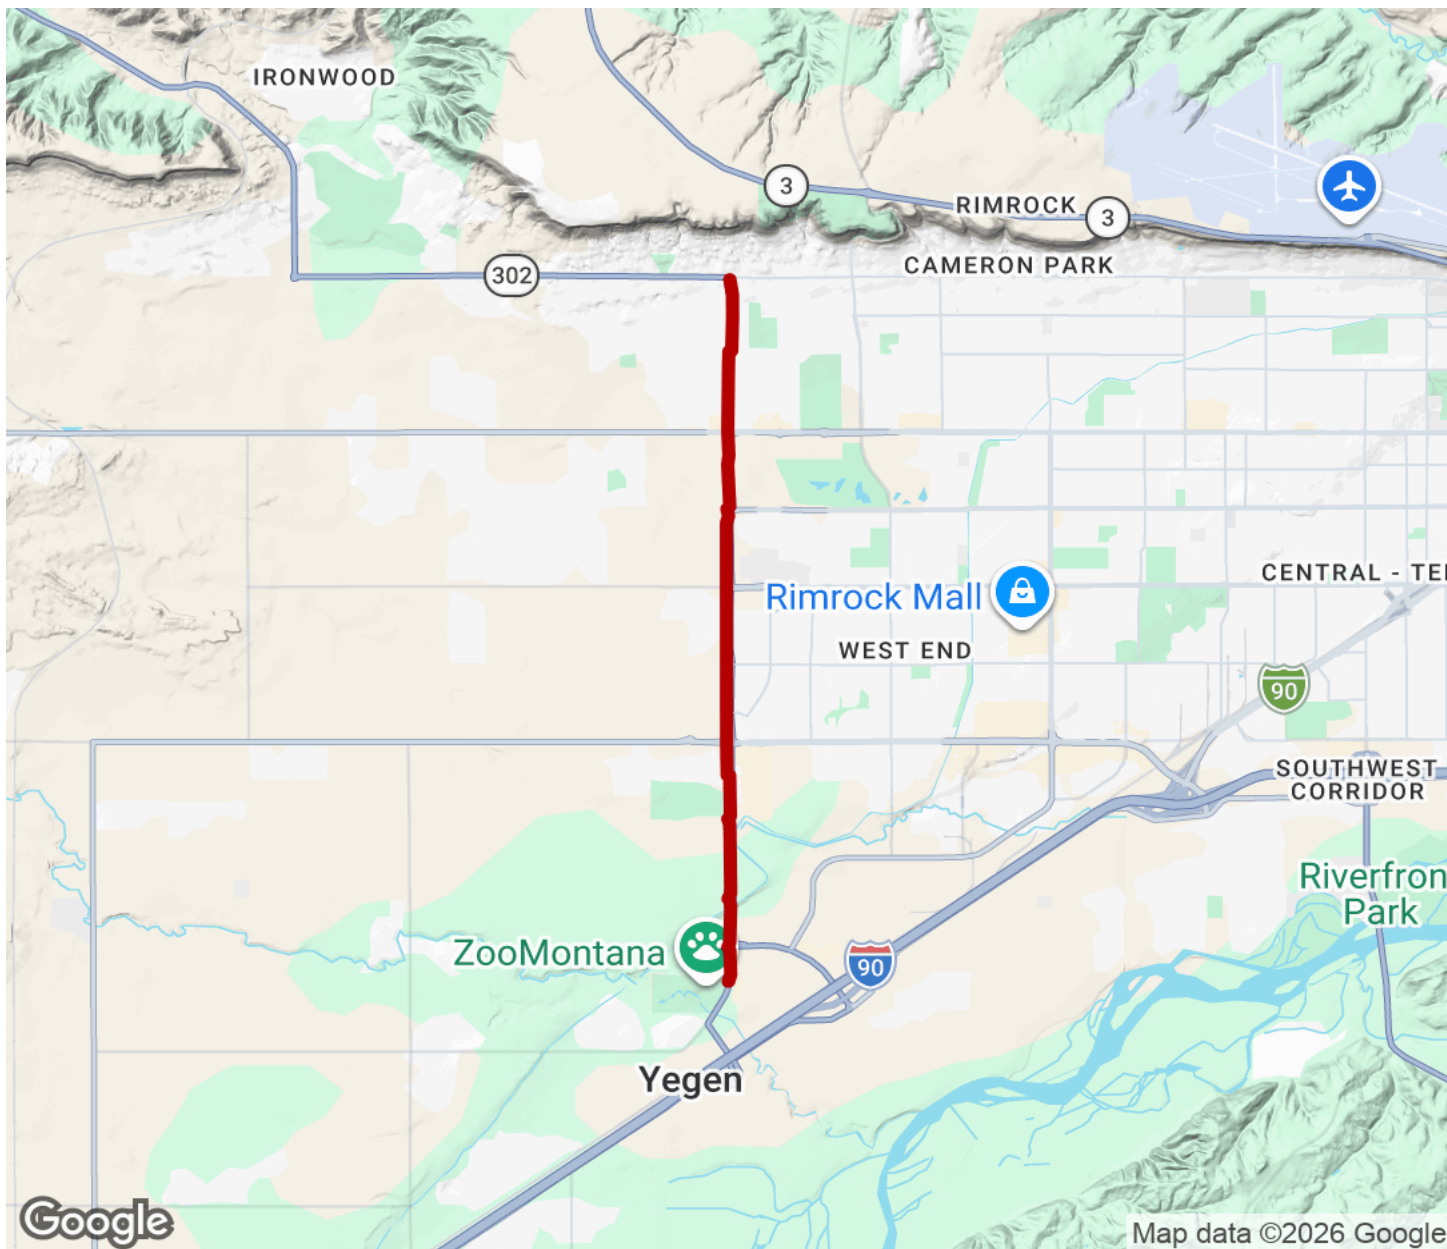 IRONWOOD
3
RIMROCK
3
CAMERON PARK
302
CENTRAL - TE
Rimrock Mall
WEST END
90
SOUTHWEST
CORRIDOR
Riverfron
Park
ZooMontana
90
Yegen
Google
Map data ©2026 Google